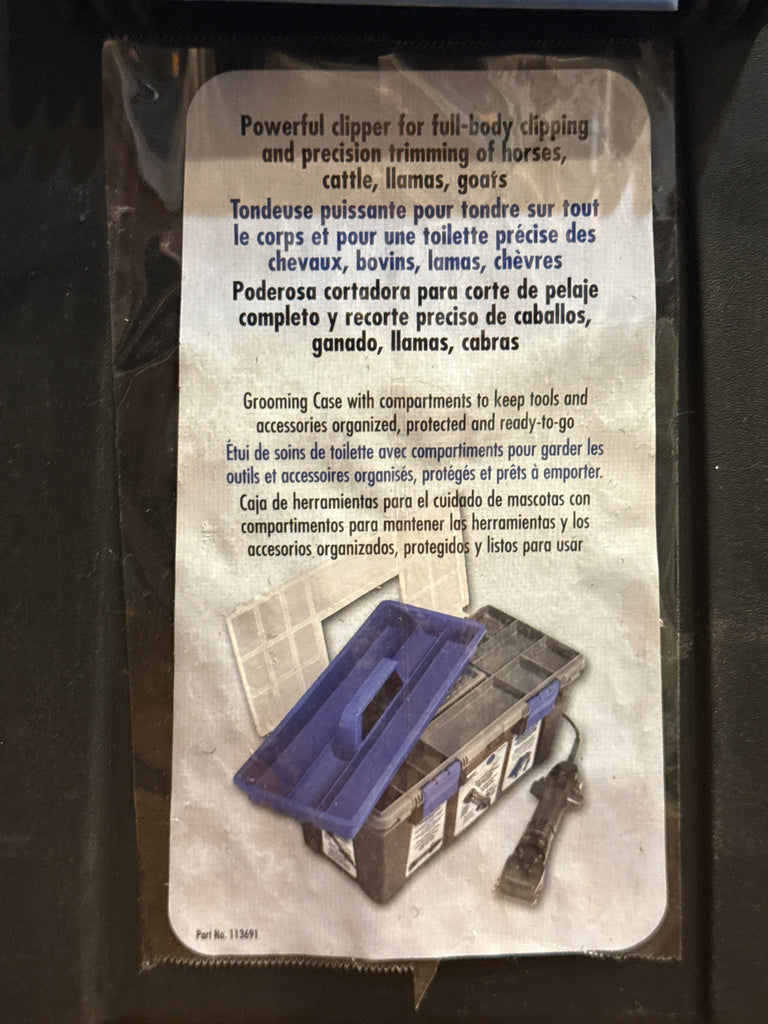 Powerful clipper for full-body clipping
and precision trimming of horses,
cattle, llamas, goats
Tondeuse puissante pour tondre sur tout
le corps et pour une toilette précise des
chevaux, bovins, lamas, chèvres
Poderosa cortadora para corte de pelaje
completo y recorte preciso de caballos,
ganado, llamas, cabras
Grooming Case with compartments to keep tools and
accessories organized, protected and ready-to-go
Étui de soins de toilette avec compartiments pour garder les
outils et accessoires organisés, protégés et prêts à emporter.
Caja de herramientas para el cuidado de mascotas con
compartimentos para mantener las herramientas y los
accesorios organizados, protegidos y listos para usar
Part No. 113691